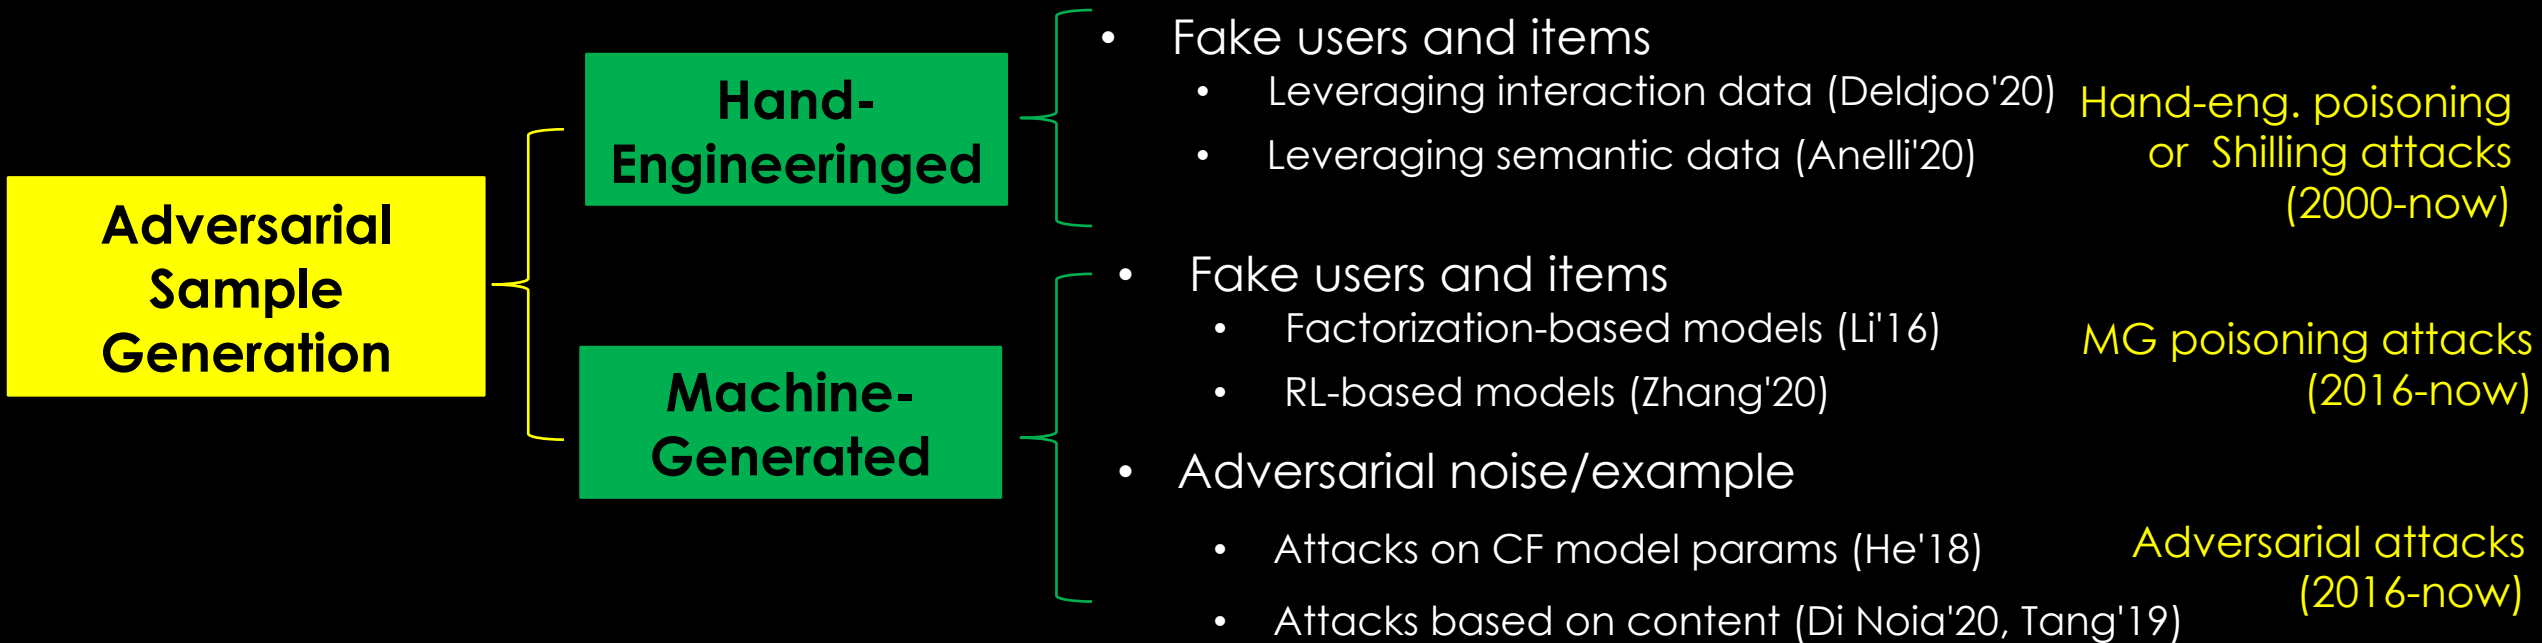 Adversarial
Sample
Generation
Hand-
Engineeringed
• Fake users and items
• Leveraging interaction data (Deldjoo'20)
• Leveraging semantic data (Anelli'20)
Hand-eng. poisoning
or Shilling attacks
(2000-now)
Machine-
Generated
• Fake users and items
• Factorization-based models (Li'16)
• RL-based models (Zhang'20)
MG poisoning attacks
(2016-now)
• Adversarial noise/example
• Attacks on CF model params (He'18)
• Attacks based on content (Di Noia'20, Tang'19)
Adversarial attacks
(2016-now)